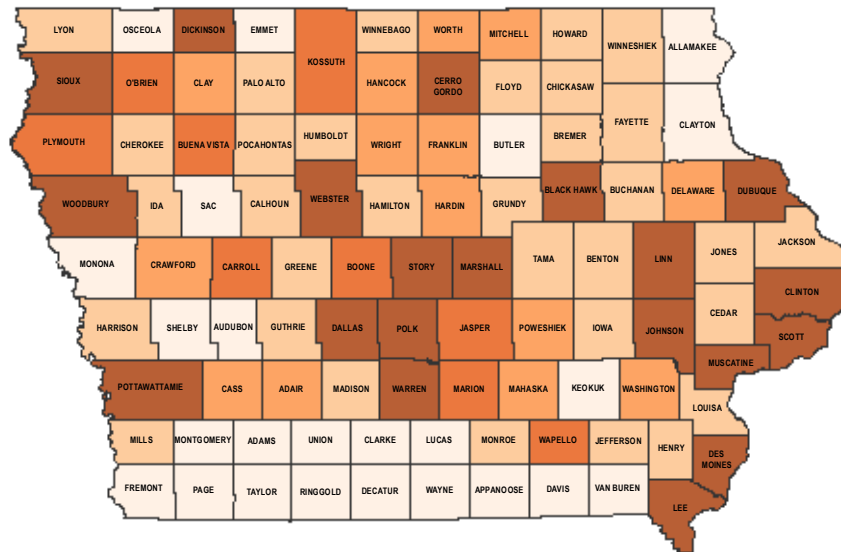 LYON
OSCEOLA
DICKINSON
EMMET
KOSSUTH
WINNEBAGO
WORTH
MITCHELL
HOWARD
WINNESHIEK
ALLAMAKEE
SIOUX
O'BRIEN
CLAY
PALO ALTO
HANCOCK
CERRO
GORDO
FLOYD
CHICKASAW
FAYETTE
CLAYTON
PLYMOUTH
CHEROKEE
BUENA VISTA
POCAHONTAS
HUMBOLDT
WRIGHT
FRANKLIN
BUTLER
BREMER
WOODBURY
IDA
SAC
CALHOUN
WEBSTER
HAMILTON
HARDIN
GRUNDY
BLACK HAWK
BUCHANAN
DELAWARE
DUBUQUE
MONONA
CRAWFORD
CARROLL
GREENE
BOONE
STORY
MARSHALL
TAMA
BENTON
LINN
JONES
JACKSON
CLINTON
HARRISON
SHELBY
AUDUBON
GUTHRIE
DALLAS
POLK
JASPER
POWESHIEK
IOWA
JOHNSON
CEDAR
SCOTT
MUSCATINE
POTTAWATTAMIE
CASS
ADAIR
MADISON
WARREN
MARION
MAHASKA
KEOKUK
WASHINGTON
LOUISA
MILLS
MONTGOMERY
ADAMS
UNION
CLARKE
LUCAS
MONROE
WAPELLO
JEFFERSON
HENRY
DES
MOINES
FREMONT
PAGE
TAYLOR
RINGGOLD
DECATUR
WAYNE
APPANOOSE
DAVIS
VAN BUREN
LEE